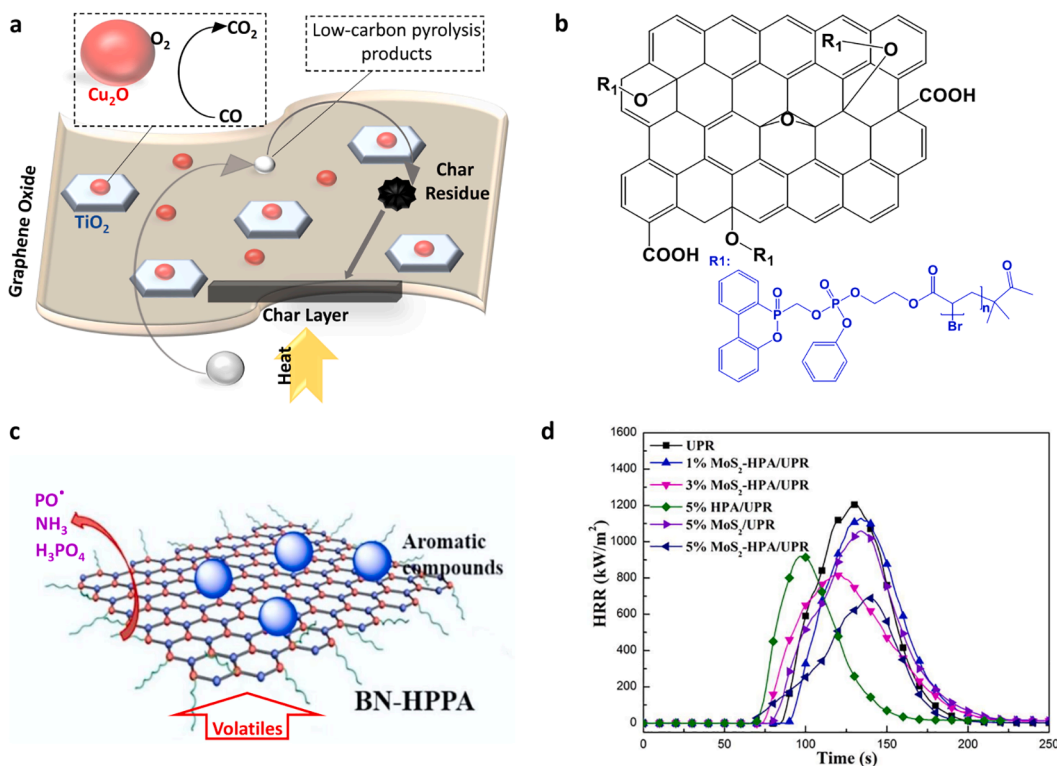 a
O2
CO2
Cu2O
CO
Low-carbon pyrolysis
products
Graphene Oxide
TiO2
Char
Residue
Char Layer
Heat
b
R1
O
R1
O
O
COOH
COOH
O
R1
R1:
O
P
O
O
O
P
O
O
O
O
Br
n
O
c
PO•
NH3
H3PO4
Aromatic
compounds
BN-HPPA
Volatiles
d
HRR (kW/m2)
1600
1400
1200
1000
800
600
400
200
0
UPR
1% MoS2-HPA/UPR
3% MoS2-HPA/UPR
5% HPA/UPR
5% MoS2/UPR
5% MoS2-HPA/UPR
0 50 100 150 200 250
Time (s)